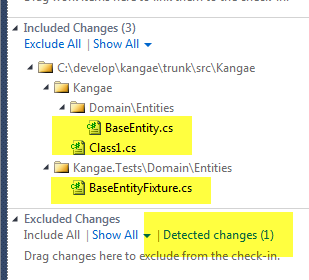 Drag work items here to link them to the check-in.
Included Changes (3)
Exclude All | Show All
C:\develop\kangae\trunk\src\Kangae
Kangae
Domain\Entities
BaseEntity.cs
Class1.cs
Kangae.Tests\Domain\Entities
BaseEntityFixture.cs
Excluded Changes
Include All | Show All | Detected changes (1)
Drag changes here to exclude from the check-in.